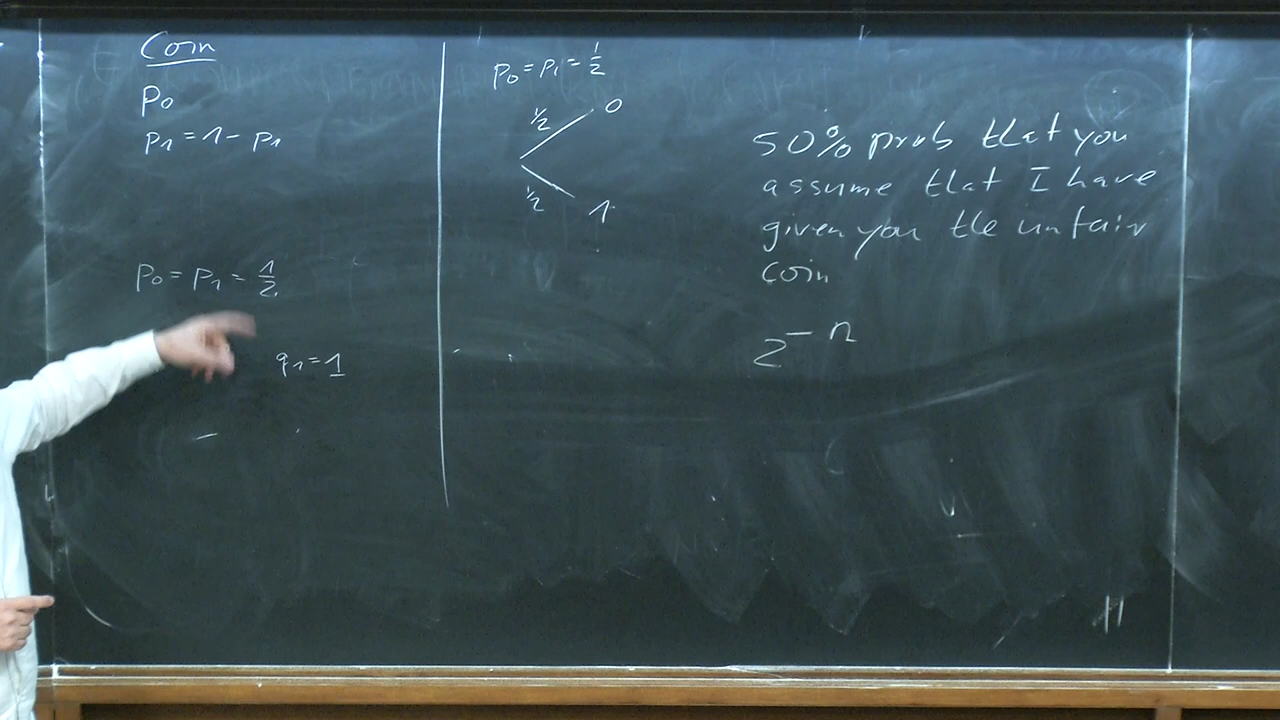 Coin
p₀
p₁ = 1 - p₁
p₀ = p₁ = 1/2
q₁ = 1
p₀ = p₁ = 1/2
1/2 0
1/2 1
50% prob that you
assume that I have
given you the unfair
coin
2⁻ⁿ